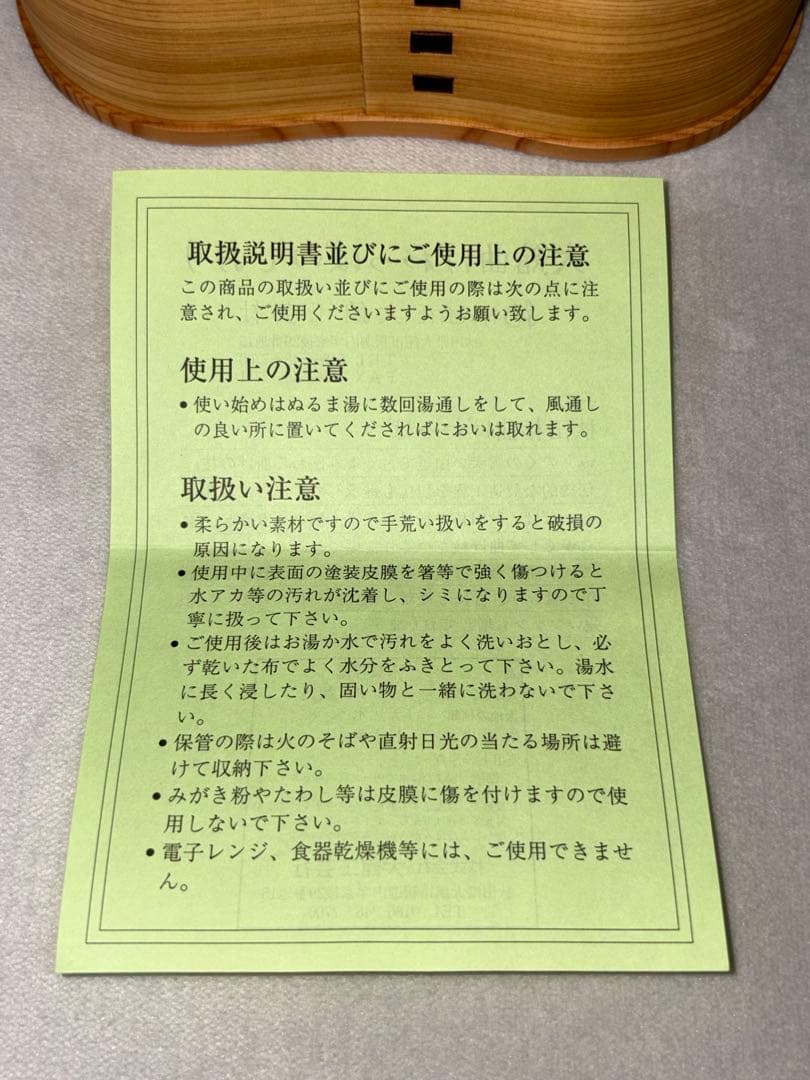 取扱説明書並びにご使用上の注意
この商品の取扱い並びにご使用の際は次の点に注
意され、ご使用くださいますようお願い致します。
使用上の注意
●使い始めはぬるま湯に数回湯通しをして、風通し
の良い所に置いてくださればにおいは取れます。
取扱い注意
●柔らかい素材ですので手荒い扱いをすると破損の
原因になります。
●使用中に表面の塗装皮膜を箸等で強く傷つけると
水アカ等の汚れが沈着し、シミになりますので丁
寧に扱って下さい。
●ご使用後はお湯か水で汚れをよく洗いおとし、必
ず乾いた布でよく水分をふきとって下さい。湯水
に長く浸したり、固い物と一緒に洗わないで下さ
い。
●保管の際は火のそばや直射日光の当たる場所は避
けて収納下さい。
●みがき粉やたわし等は皮膜に傷を付けますので使
用しないで下さい。
●電子レンジ、食器乾燥機等には、ご使用できませ
ん。